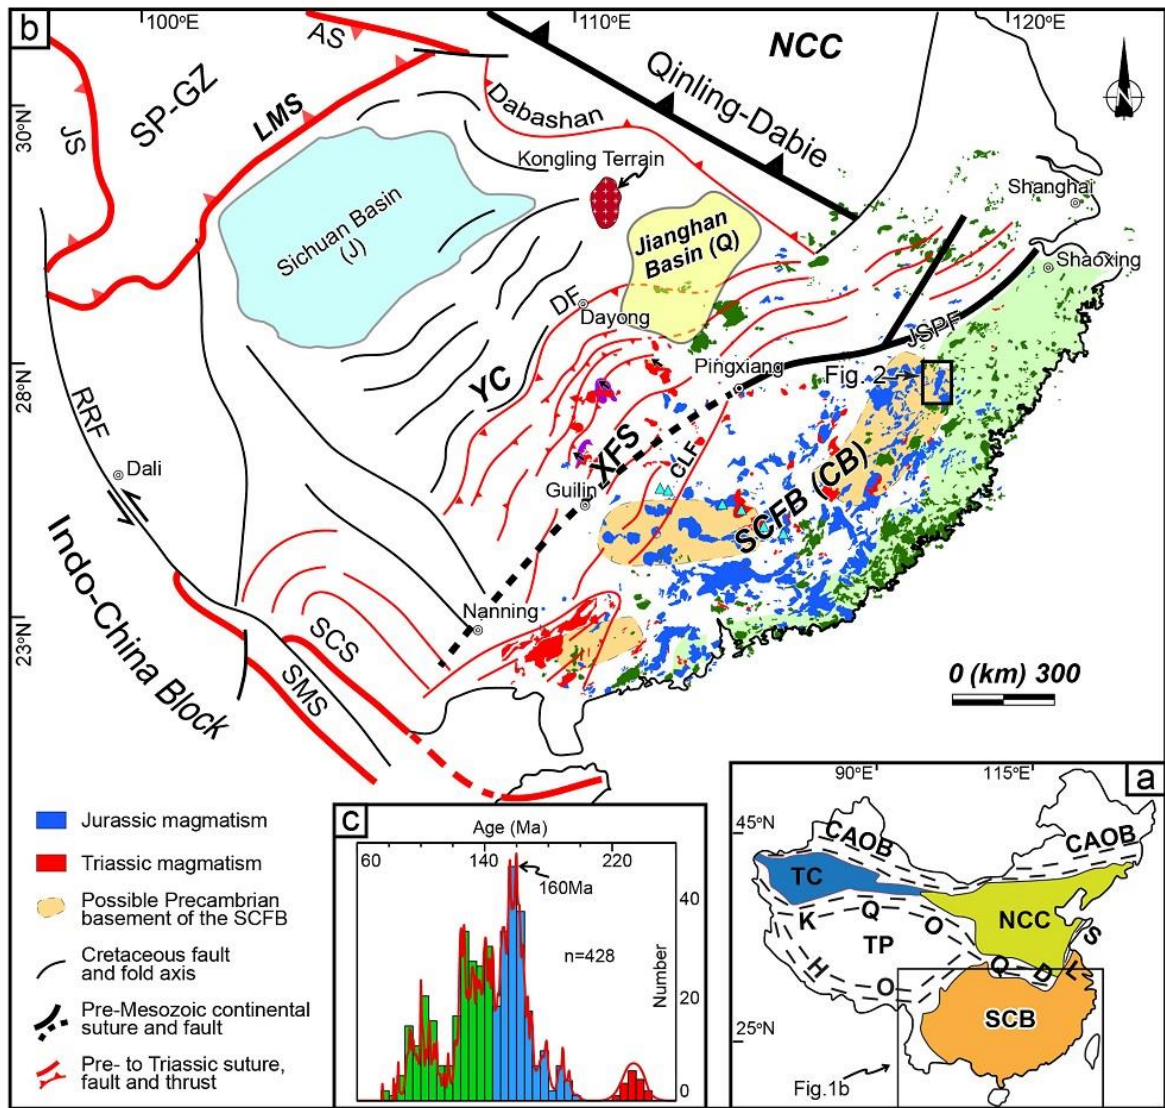 b
100°E
110°E
120°E
30°N
28°N
23°N
AS
JS
SP-GZ
LMS
NCC
Qinling-Dabie
Dabashan
Kongling Terrain
N
Shanghai
Shaoxing
Sichuan Basin
(J)
Jianghan
Basin (Q)
DF
Dayong
JSPF
Pingxiang
Fig. 2
YC
RRF
Dali
XFS
CLF
Guilin
SCFB (CB)
Indo-China Block
Nanning
SCS
SMS
0 (km) 300
Jurassic magmatism
Triassic magmatism
Possible Precambrian
basement of the SCFB
Cretaceous fault
and fold axis
Pre-Mesozoic continental
suture and fault
Pre- to Triassic suture,
fault and thrust
c
Age (Ma)
60
140
220
160Ma
n=428
40
20
0
Number
a
90°E
115°E
45°N
25°N
CAOB
CAOB
TC
K
Q
O
NCC
TP
H
O
Q
D
S
L
SCB
Fig.1b